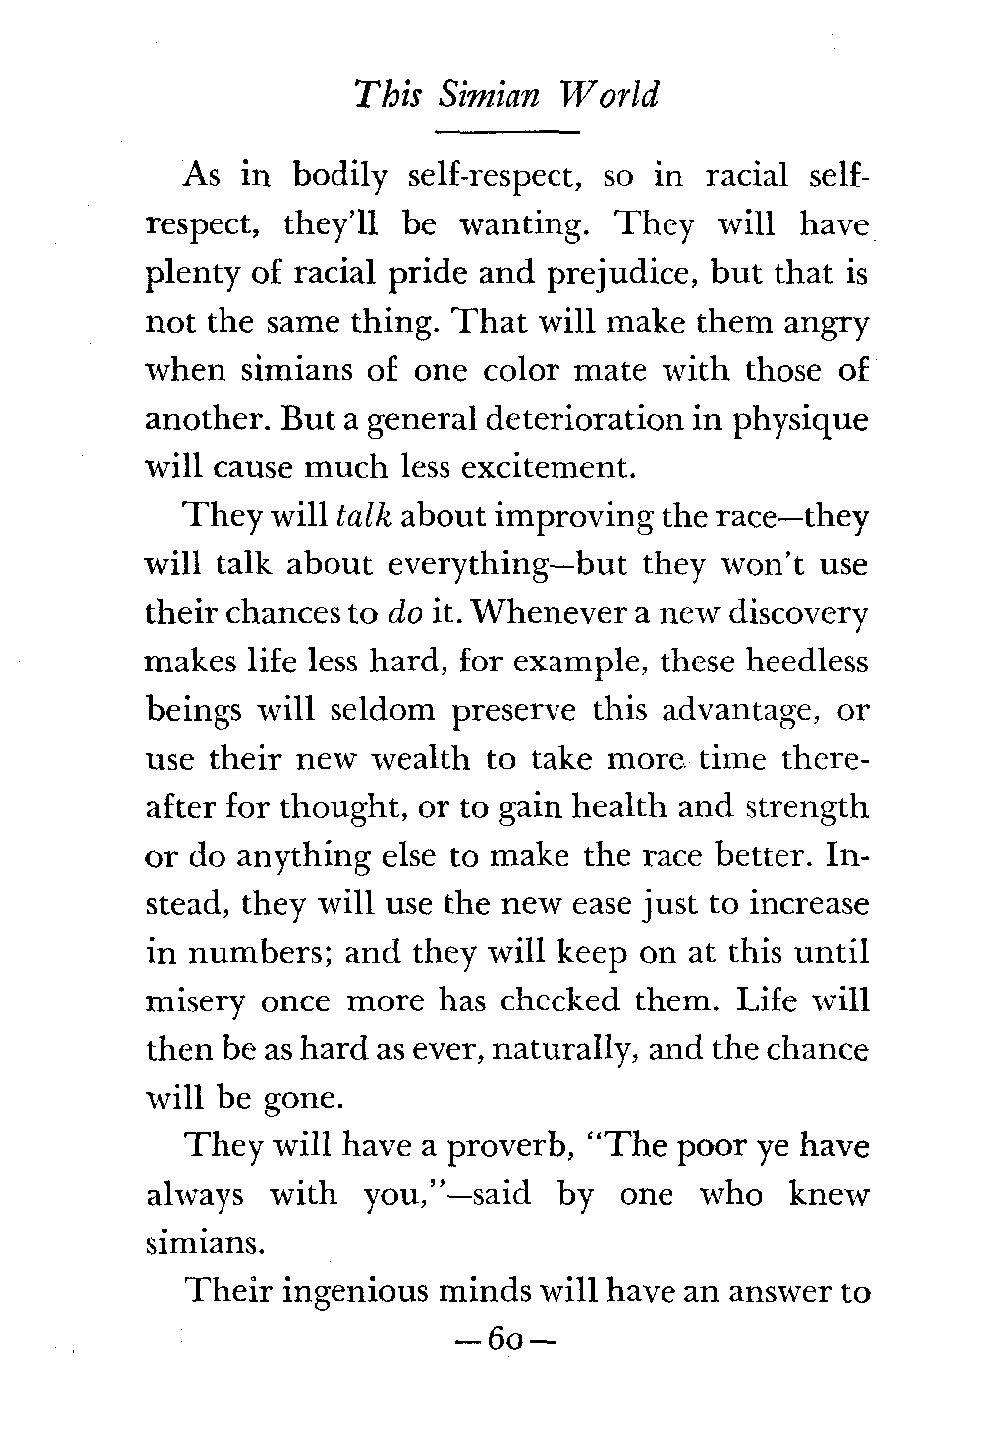 This Simian World
As in bodily self-respect, so in racial self-
respect, they'll be wanting. They will have
plenty of racial pride and prejudice, but that is
not the same thing. That will make them angry
when simians of one color mate with those of
another. But a general deterioration in physique
will cause much less excitement.
They will talk about improving the race—they
will talk about everything—but they won't use
their chances to do it. Whenever a new discovery
makes life less hard, for example, these heedless
beings will seldom preserve this advantage, or
use their new wealth to take more time there-
after for thought, or to gain health and strength
or do anything else to make the race better. In-
stead, they will use the new ease just to increase
in numbers; and they will keep on at this until
misery once more has checked them. Life will
then be as hard as ever, naturally, and the chance
will be gone.
They will have a proverb, "The poor ye have
always with you,"—said by one who knew
simians.
Their ingenious minds will have an answer to
—60—